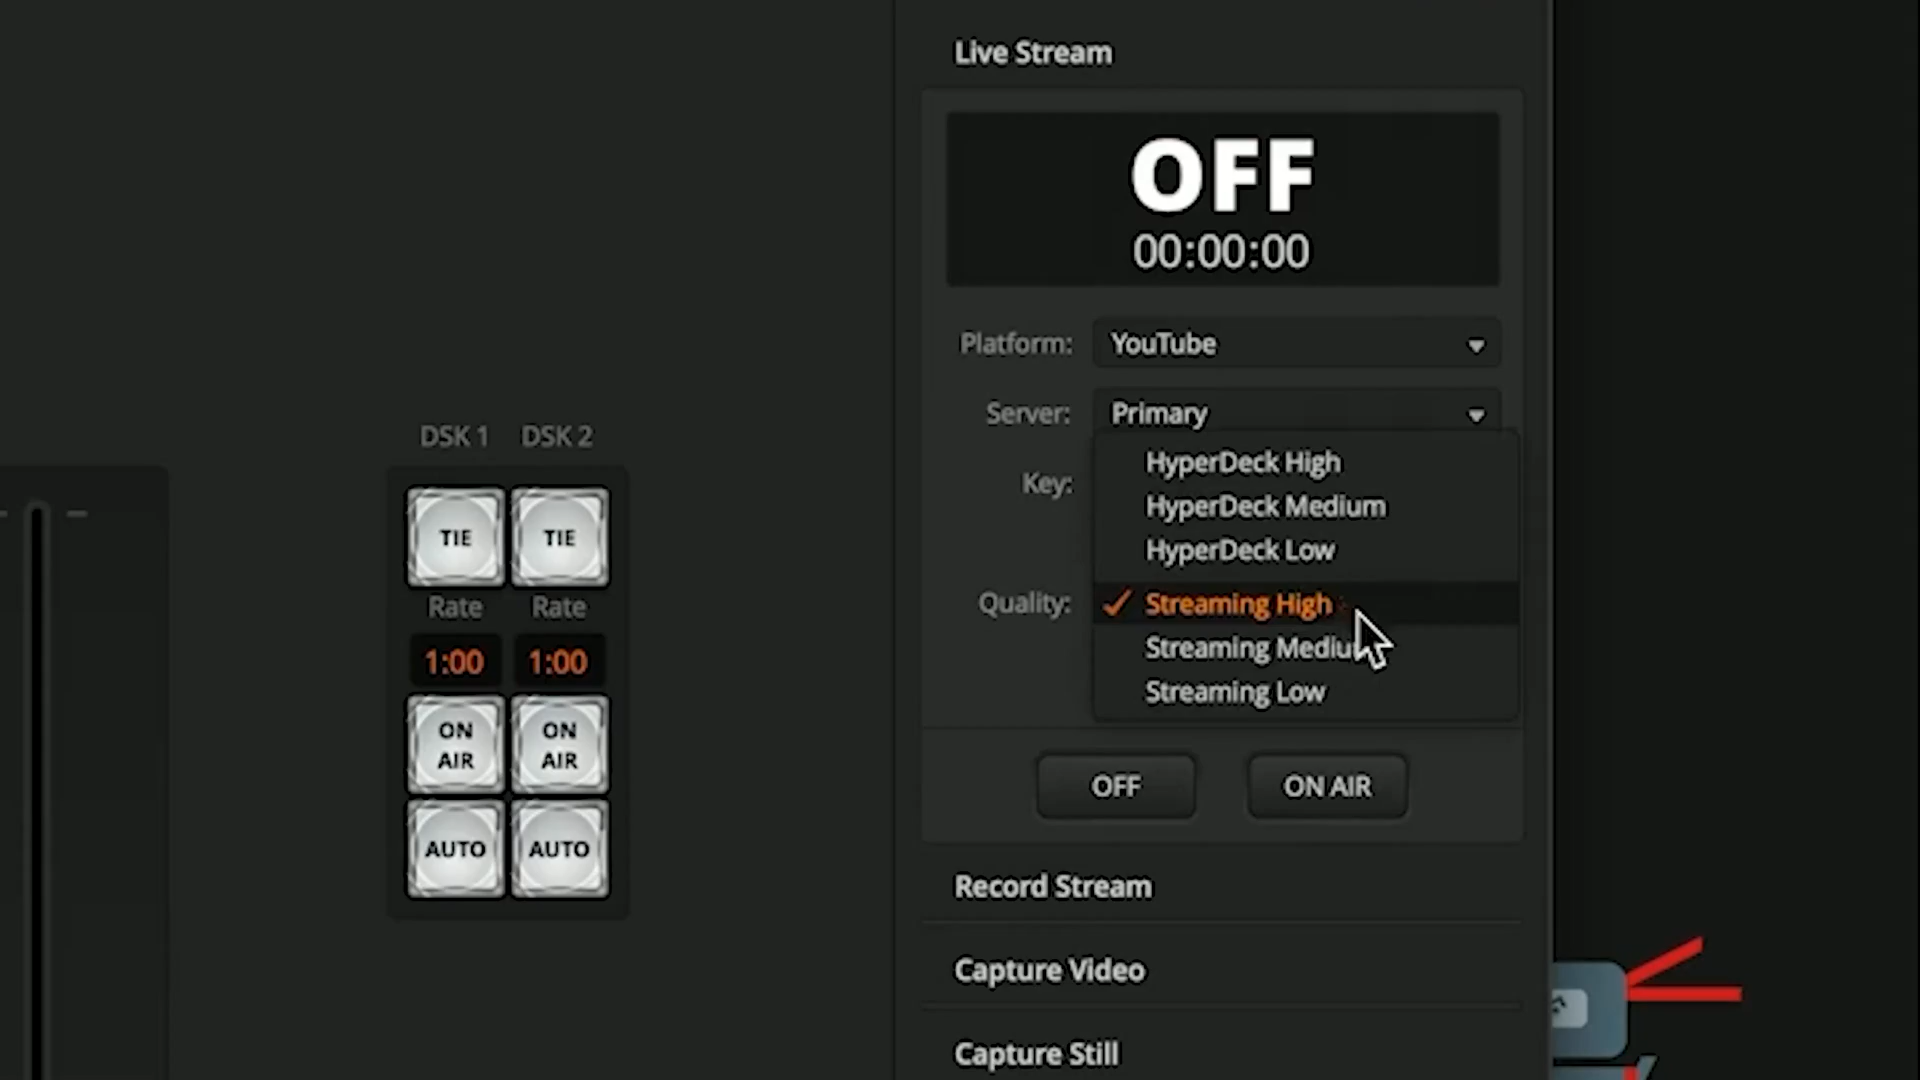 Live Stream
OFF
00:00:00
Platform: YouTube
Server: Primary
Key:
HyperDeck High
HyperDeck Medium
HyperDeck Low
Quality: Streaming High
Streaming Mediu
Streaming Low
OFF ON AIR
Record Stream
Capture Video
Capture Still
DSK 1 DSK 2
TIE TIE
Rate Rate
1:00 1:00
ON AIR ON AIR
AUTO AUTO